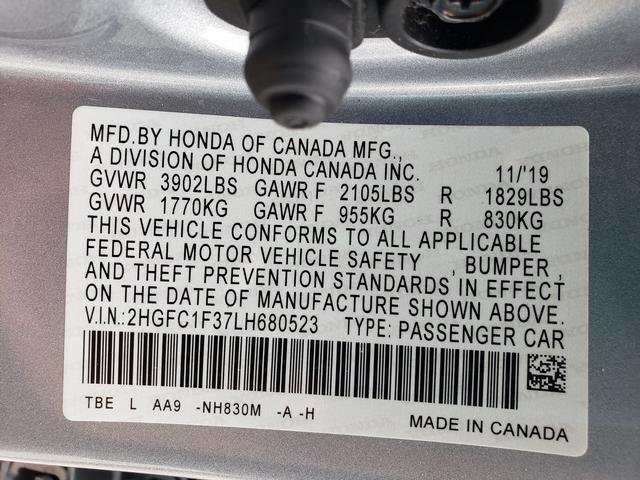 MFD.BY HONDA OF CANADA MFG.,
A DIVISION OF HONDA CANADA INC. 11/'19
GVWR 3902LBS GAWR F 2105LBS R 1829LBS
GVWR 1770KG GAWR F 955KG R 830KG
THIS VEHICLE CONFORMS TO ALL APPLICABLE
FEDERAL MOTOR VEHICLE SAFETY , BUMPER ,
AND THEFT PREVENTION STANDARDS IN EFFECT
ON THE DATE OF MANUFACTURE SHOWN ABOVE.
V.I.N.:2HGFC1F37LH680523 TYPE: PASSENGER CAR
TBE L AA9 -NH830M -A -H
MADE IN CANADA